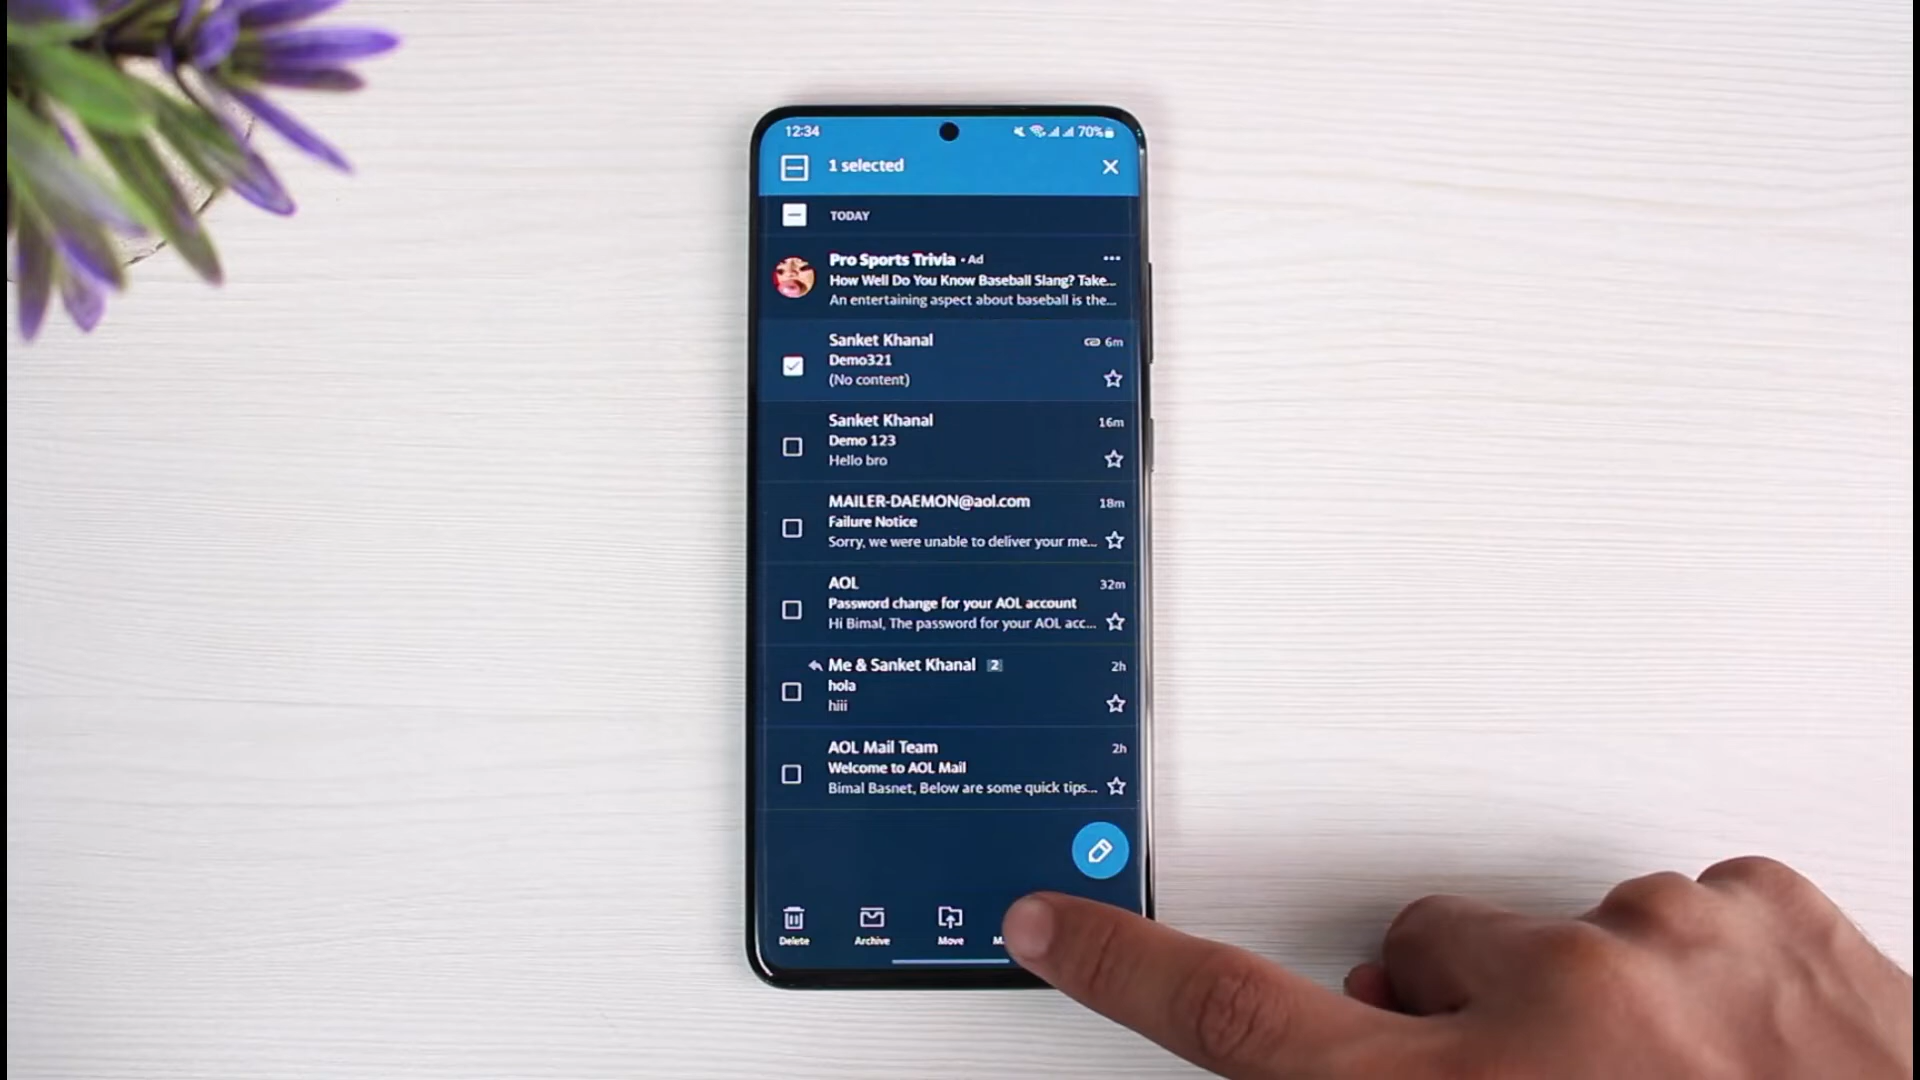 12:34
70%
1 selected
TODAY
Pro Sports Trivia • Ad
How Well Do You Know Baseball Slang? Take...
An entertaining aspect about baseball is the...
Sanket Khanal
6m
Demo321
(No content)
Sanket Khanal
16m
Demo 123
Hello bro
MAILER-DAEMON@aol.com
18m
Failure Notice
Sorry, we were unable to deliver your me...
AOL
32m
Password change for your AOL account
Hi Bimal, The password for your AOL acc...
Me & Sanket Khanal 2
2h
hola
hiii
AOL Mail Team
2h
Welcome to AOL Mail
Bimal Basnet, Below are some quick tips...
Delete Archive Move